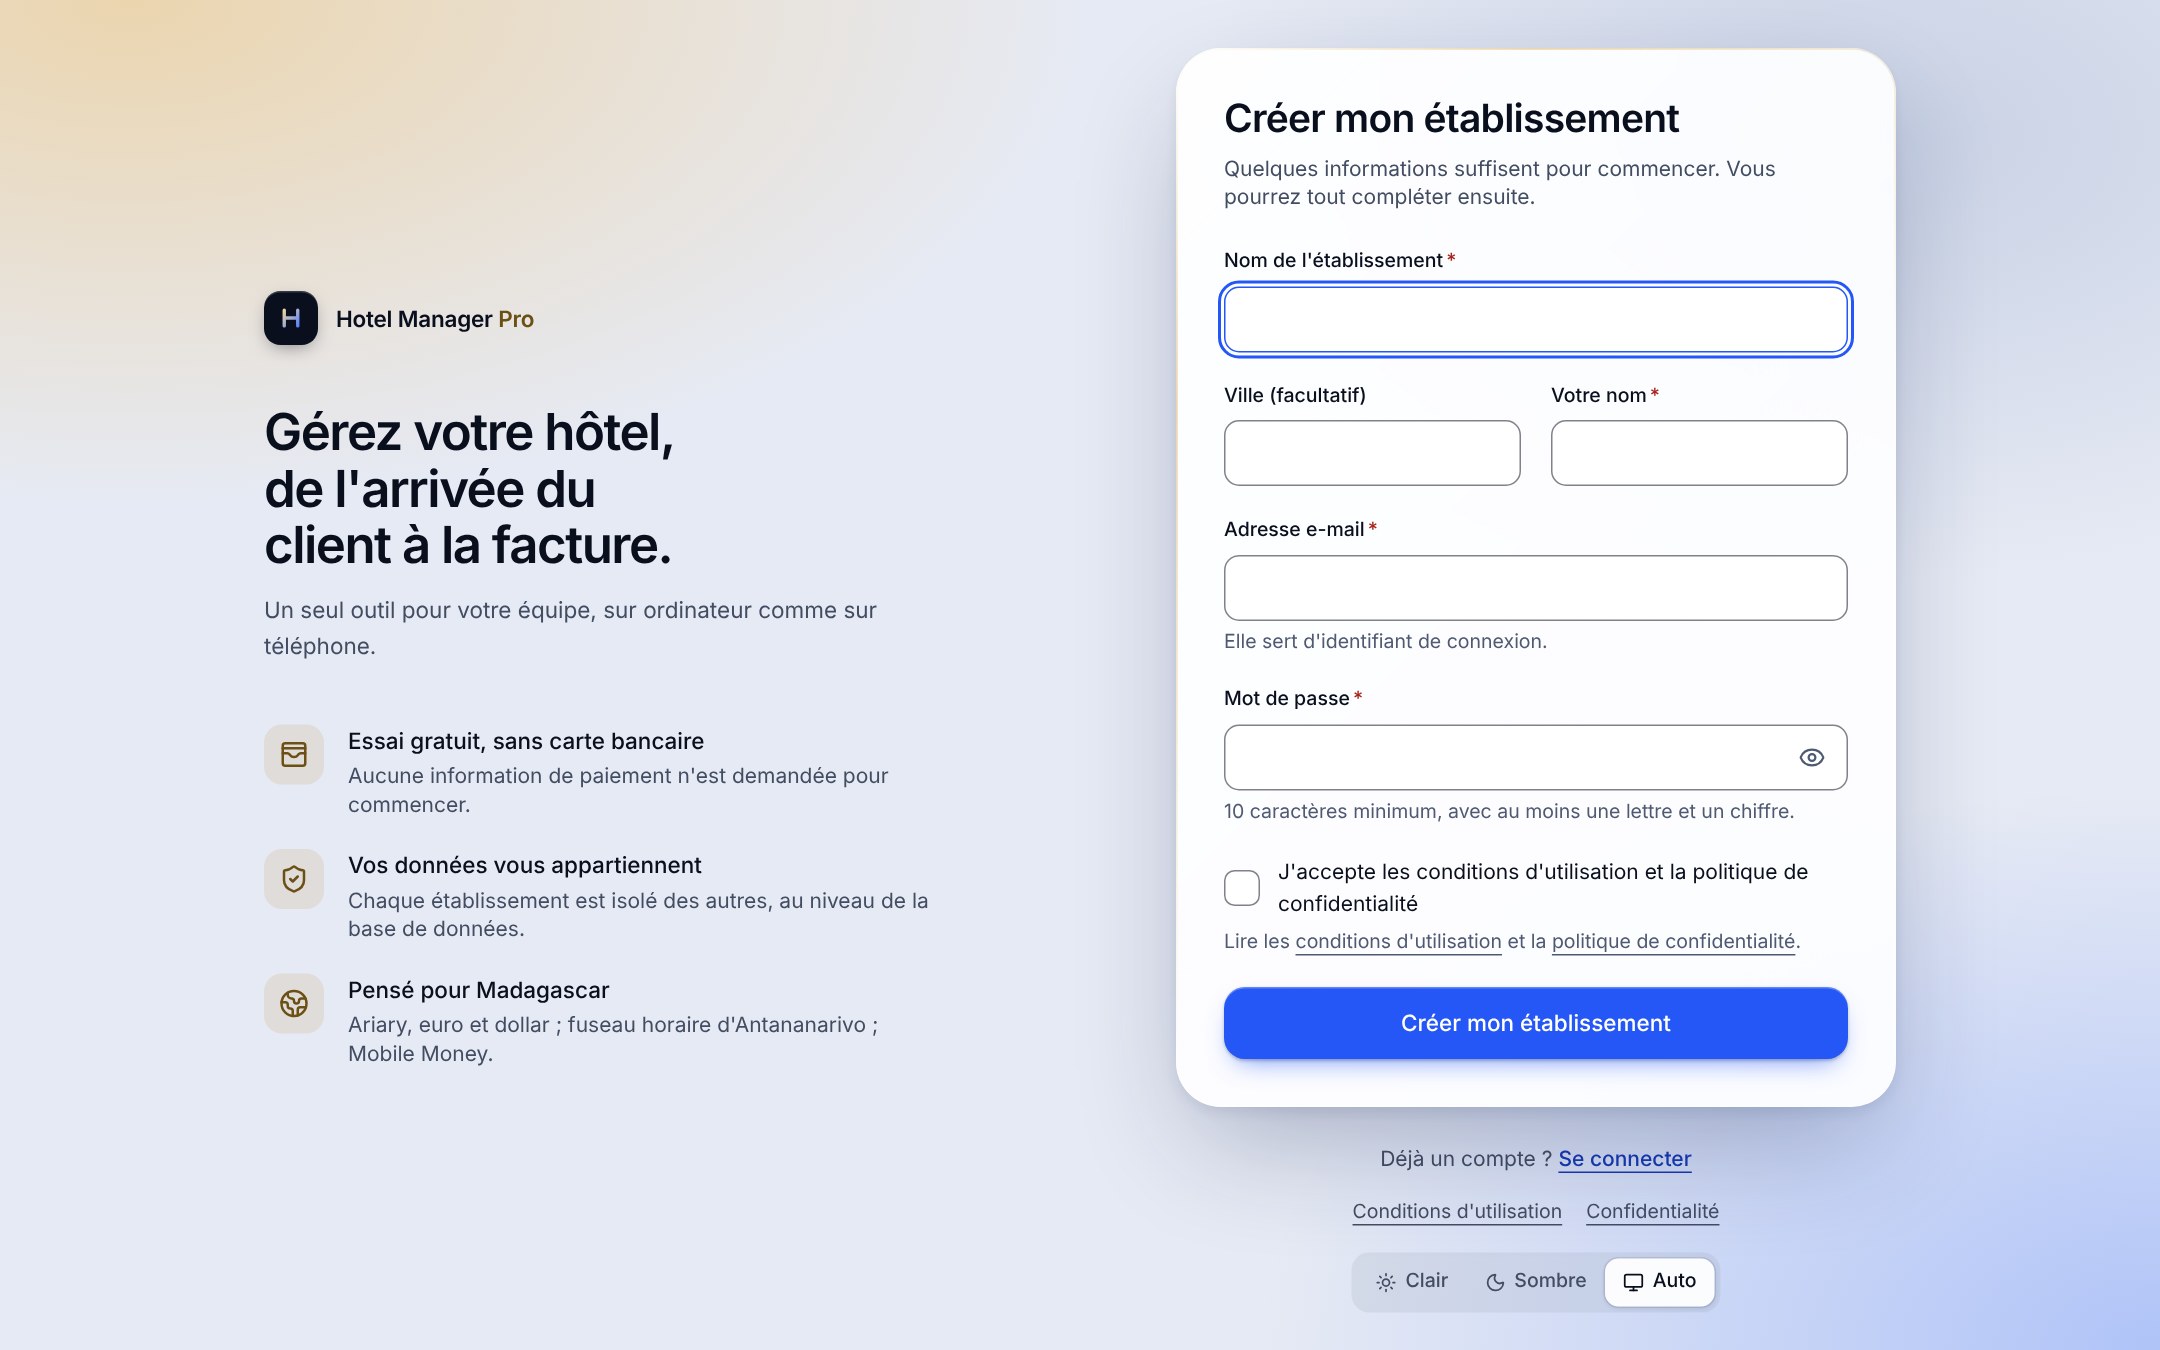 H
Hotel Manager Pro
Gérez votre hôtel,
de l'arrivée du
client à la facture.
Un seul outil pour votre équipe, sur ordinateur comme sur
téléphone.
Essai gratuit, sans carte bancaire
Aucune information de paiement n'est demandée pour
commencer.
Vos données vous appartiennent
Chaque établissement est isolé des autres, au niveau de la
base de données.
Pensé pour Madagascar
Ariary, euro et dollar ; fuseau horaire d'Antananarivo ;
Mobile Money.
Créer mon établissement
Quelques informations suffisent pour commencer. Vous
pourrez tout compléter ensuite.
Nom de l'établissement *
Ville (facultatif)
Votre nom *
Adresse e-mail *
Elle sert d'identifiant de connexion.
Mot de passe *
10 caractères minimum, avec au moins une lettre et un chiffre.
J'accepte les conditions d'utilisation et la politique de
confidentialité
Lire les conditions d'utilisation et la politique de confidentialité.
Créer mon établissement
Déjà un compte ? Se connecter
Conditions d'utilisation Confidentialité
Clair Sombre Auto